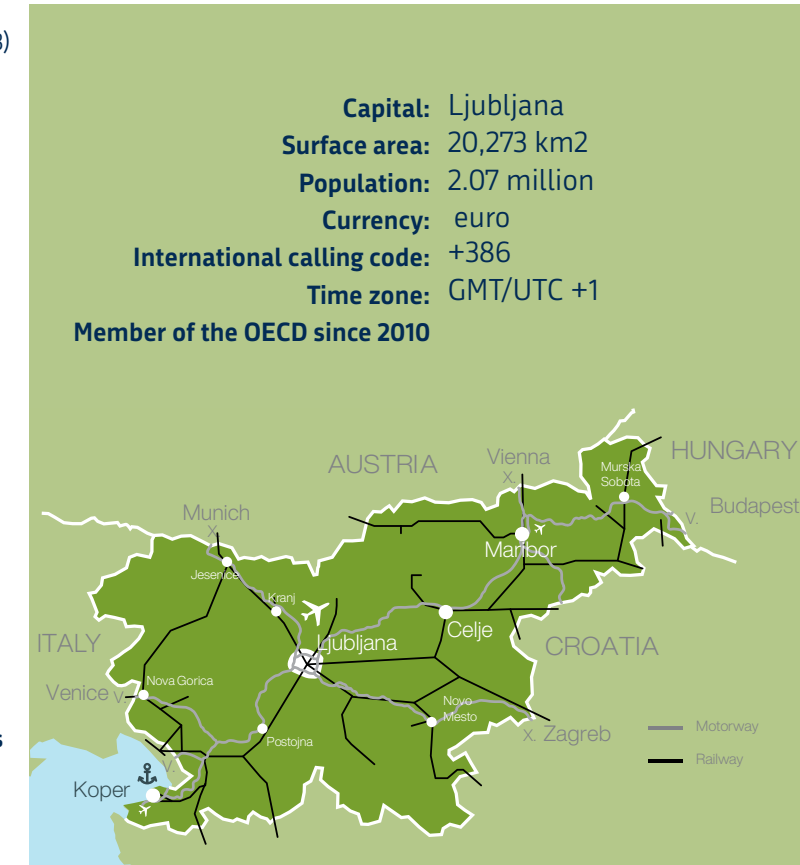 3)
Capital: Ljubljana
Surface area: 20,273 km2
Population: 2.07 million
Currency: euro
International calling code: +386
Time zone: GMT/UTC +1
Member of the OECD since 2010
HUNGARY
AUSTRIA
Vienna
X.
Murska
Sobota
Budapest
V.
Munich
X.
Maribor
Jesenice
Kranj
Celje
Ljubljana
ITALY
CROATIA
Nova Gorica
Venice V.
Novo
Mesto
Motorway
X. Zagreb
Postojna
s
Railway
V.
Koper